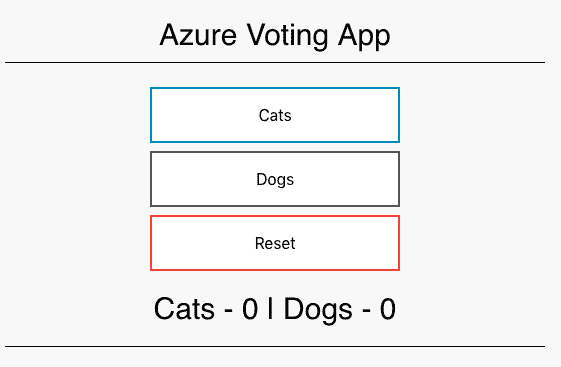 Azure Voting App
Cats
Dogs
Reset
Cats - 0 | Dogs - 0